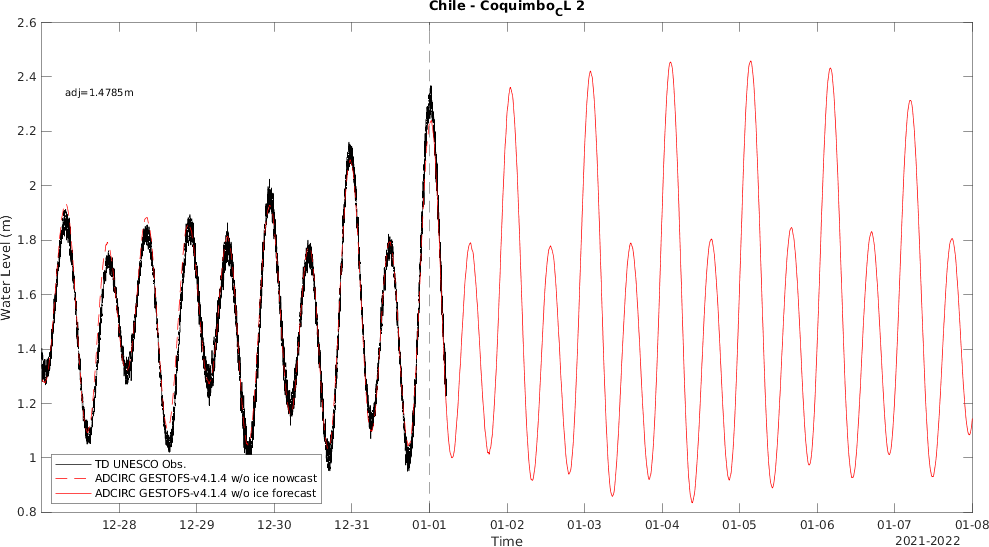 Chile - Coquimbo_CL 2
2.6
2.4
2.2
2
1.8
1.6
1.4
1.2
1
0.8
Water Level (m)
adj=1.4785m
TD UNESCO Obs.
ADCIRC GESTOFS-v4.1.4 w/o ice nowcast
ADCIRC GESTOFS-v4.1.4 w/o ice forecast
12-28 12-29 12-30 12-31 01-01 01-02 01-03 01-04 01-05 01-06 01-07 01-08
Time
2021-2022